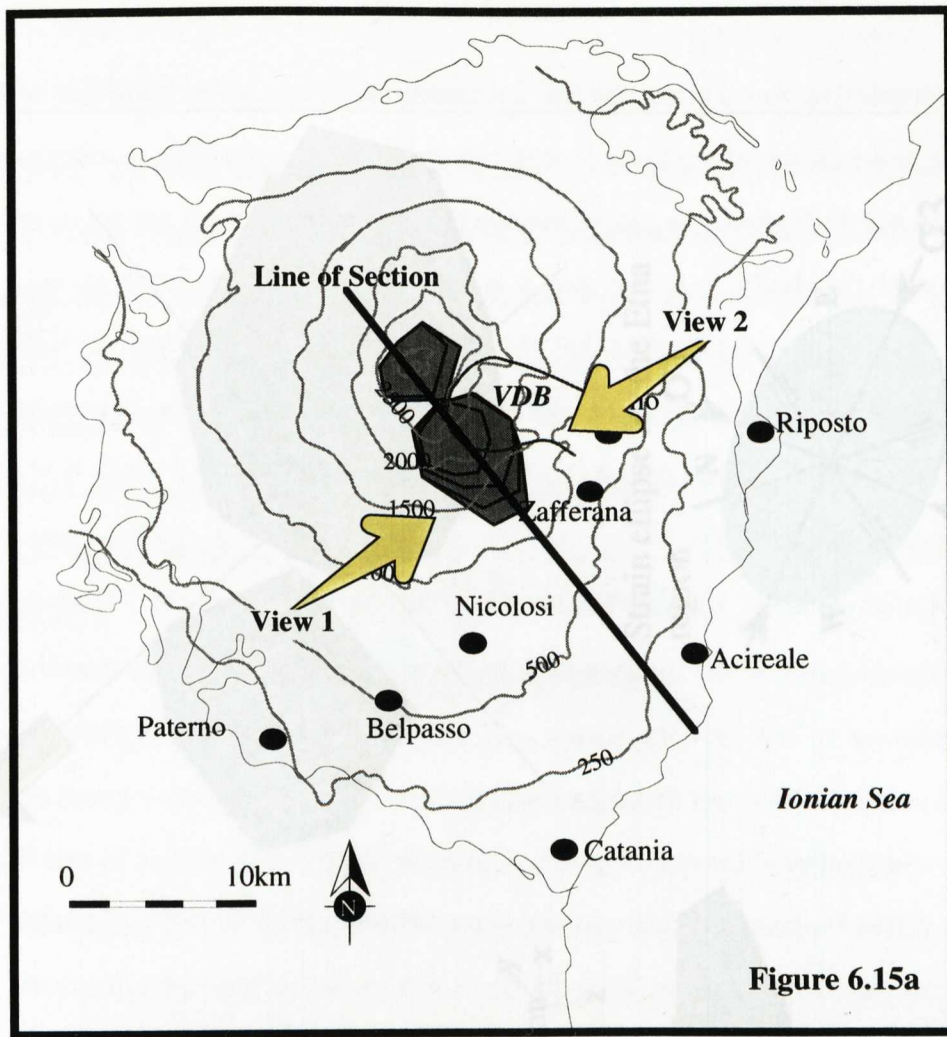 Line of Section
View 2
VDB
Riposto
2000
1500
Zafferana
Nicolosi
View 1
500
Acireale
Belpasso
Paterno
250
Ionian Sea
Catania
0 10km
N
Figure 6.15a